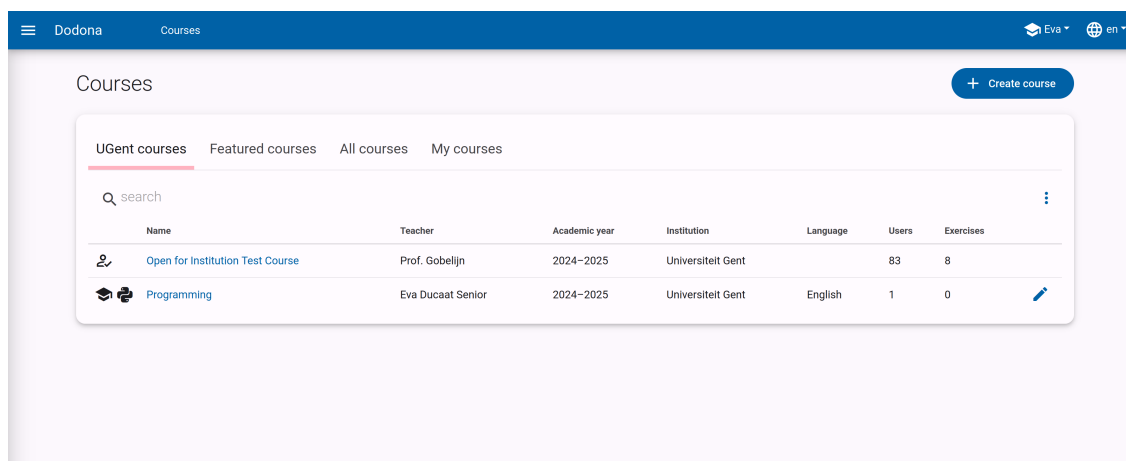 Dodona Courses Eva en
Courses + Create course
UGent courses Featured courses All courses My courses
search
Name Teacher Academic year Institution Language Users Exercises
Open for Institution Test Course Prof. Gobelijn 2024–2025 Universiteit Gent 83 8
Programming Eva Ducaat Senior 2024–2025 Universiteit Gent English 1 0